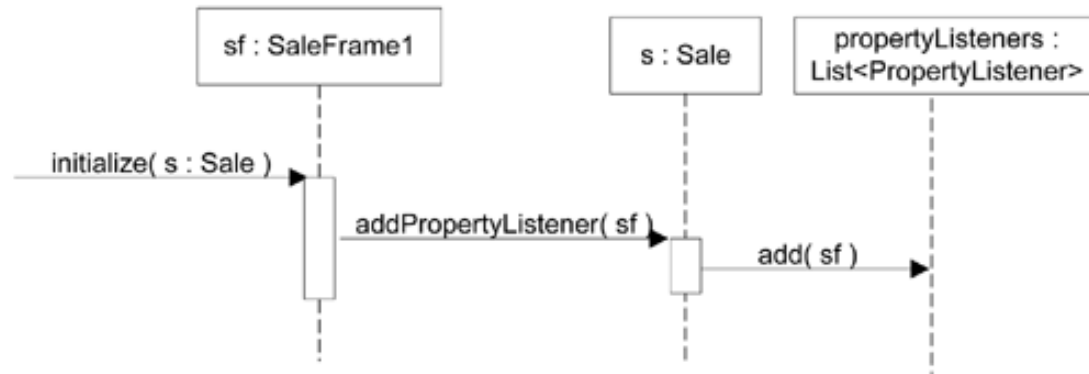 sf : SaleFrame1
s : Sale
propertyListeners :
List<PropertyListener>
initialize( s : Sale )
addPropertyListener( sf )
add( sf )